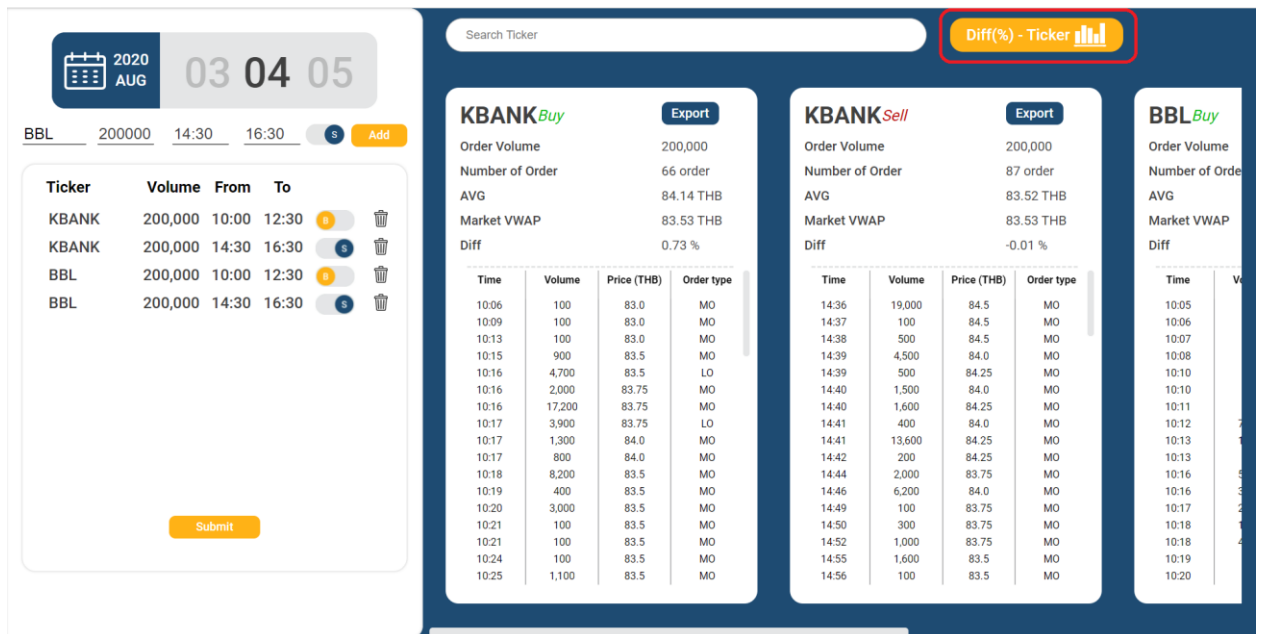 2020
AUG
03 04 05
BBL 200000 14:30 16:30 S Add
Ticker Volume From To
KBANK 200,000 10:00 12:30 B
KBANK 200,000 14:30 16:30 S
BBL 200,000 10:00 12:30 B
BBL 200,000 14:30 16:30 S
Submit
Search Ticker
Diff(%) - Ticker
KBANK Buy Export
Order Volume 200,000
Number of Order 66 order
AVG 84.14 THB
Market VWAP 83.53 THB
Diff 0.73 %
Time Volume Price (THB) Order type
10:06 100 83.0 MO
10:09 100 83.0 MO
10:13 100 83.0 MO
10:15 900 83.5 MO
10:16 4,700 83.5 LO
10:16 2,000 83.75 MO
10:16 17,200 83.75 MO
10:17 3,900 83.75 LO
10:17 1,300 84.0 MO
10:17 800 84.0 MO
10:18 8,200 83.5 MO
10:19 400 83.5 MO
10:20 3,000 83.5 MO
10:21 100 83.5 MO
10:21 100 83.5 MO
10:24 100 83.5 MO
10:25 1,100 83.5 MO
KBANK Sell Export
Order Volume 200,000
Number of Order 87 order
AVG 83.52 THB
Market VWAP 83.53 THB
Diff -0.01 %
Time Volume Price (THB) Order type
14:36 19,000 84.5 MO
14:37 100 84.5 MO
14:38 500 84.5 MO
14:39 4,500 84.0 MO
14:39 500 84.25 MO
14:40 1,500 84.0 MO
14:40 1,600 84.25 MO
14:41 400 84.0 MO
14:41 13,600 84.25 MO
14:42 200 84.25 MO
14:44 2,000 83.75 MO
14:46 6,200 84.0 MO
14:49 100 83.75 MO
14:50 300 83.75 MO
14:52 1,000 83.75 MO
14:55 1,600 83.5 MO
14:56 100 83.5 MO
BBL Buy
Order Volume
Number of Orde
AVG
Market VWAP
Diff
Time
10:05
10:06
10:07
10:08
10:10
10:10
10:11
10:12
10:13
10:13
10:16
10:16
10:17
10:18
10:18
10:19
10:20